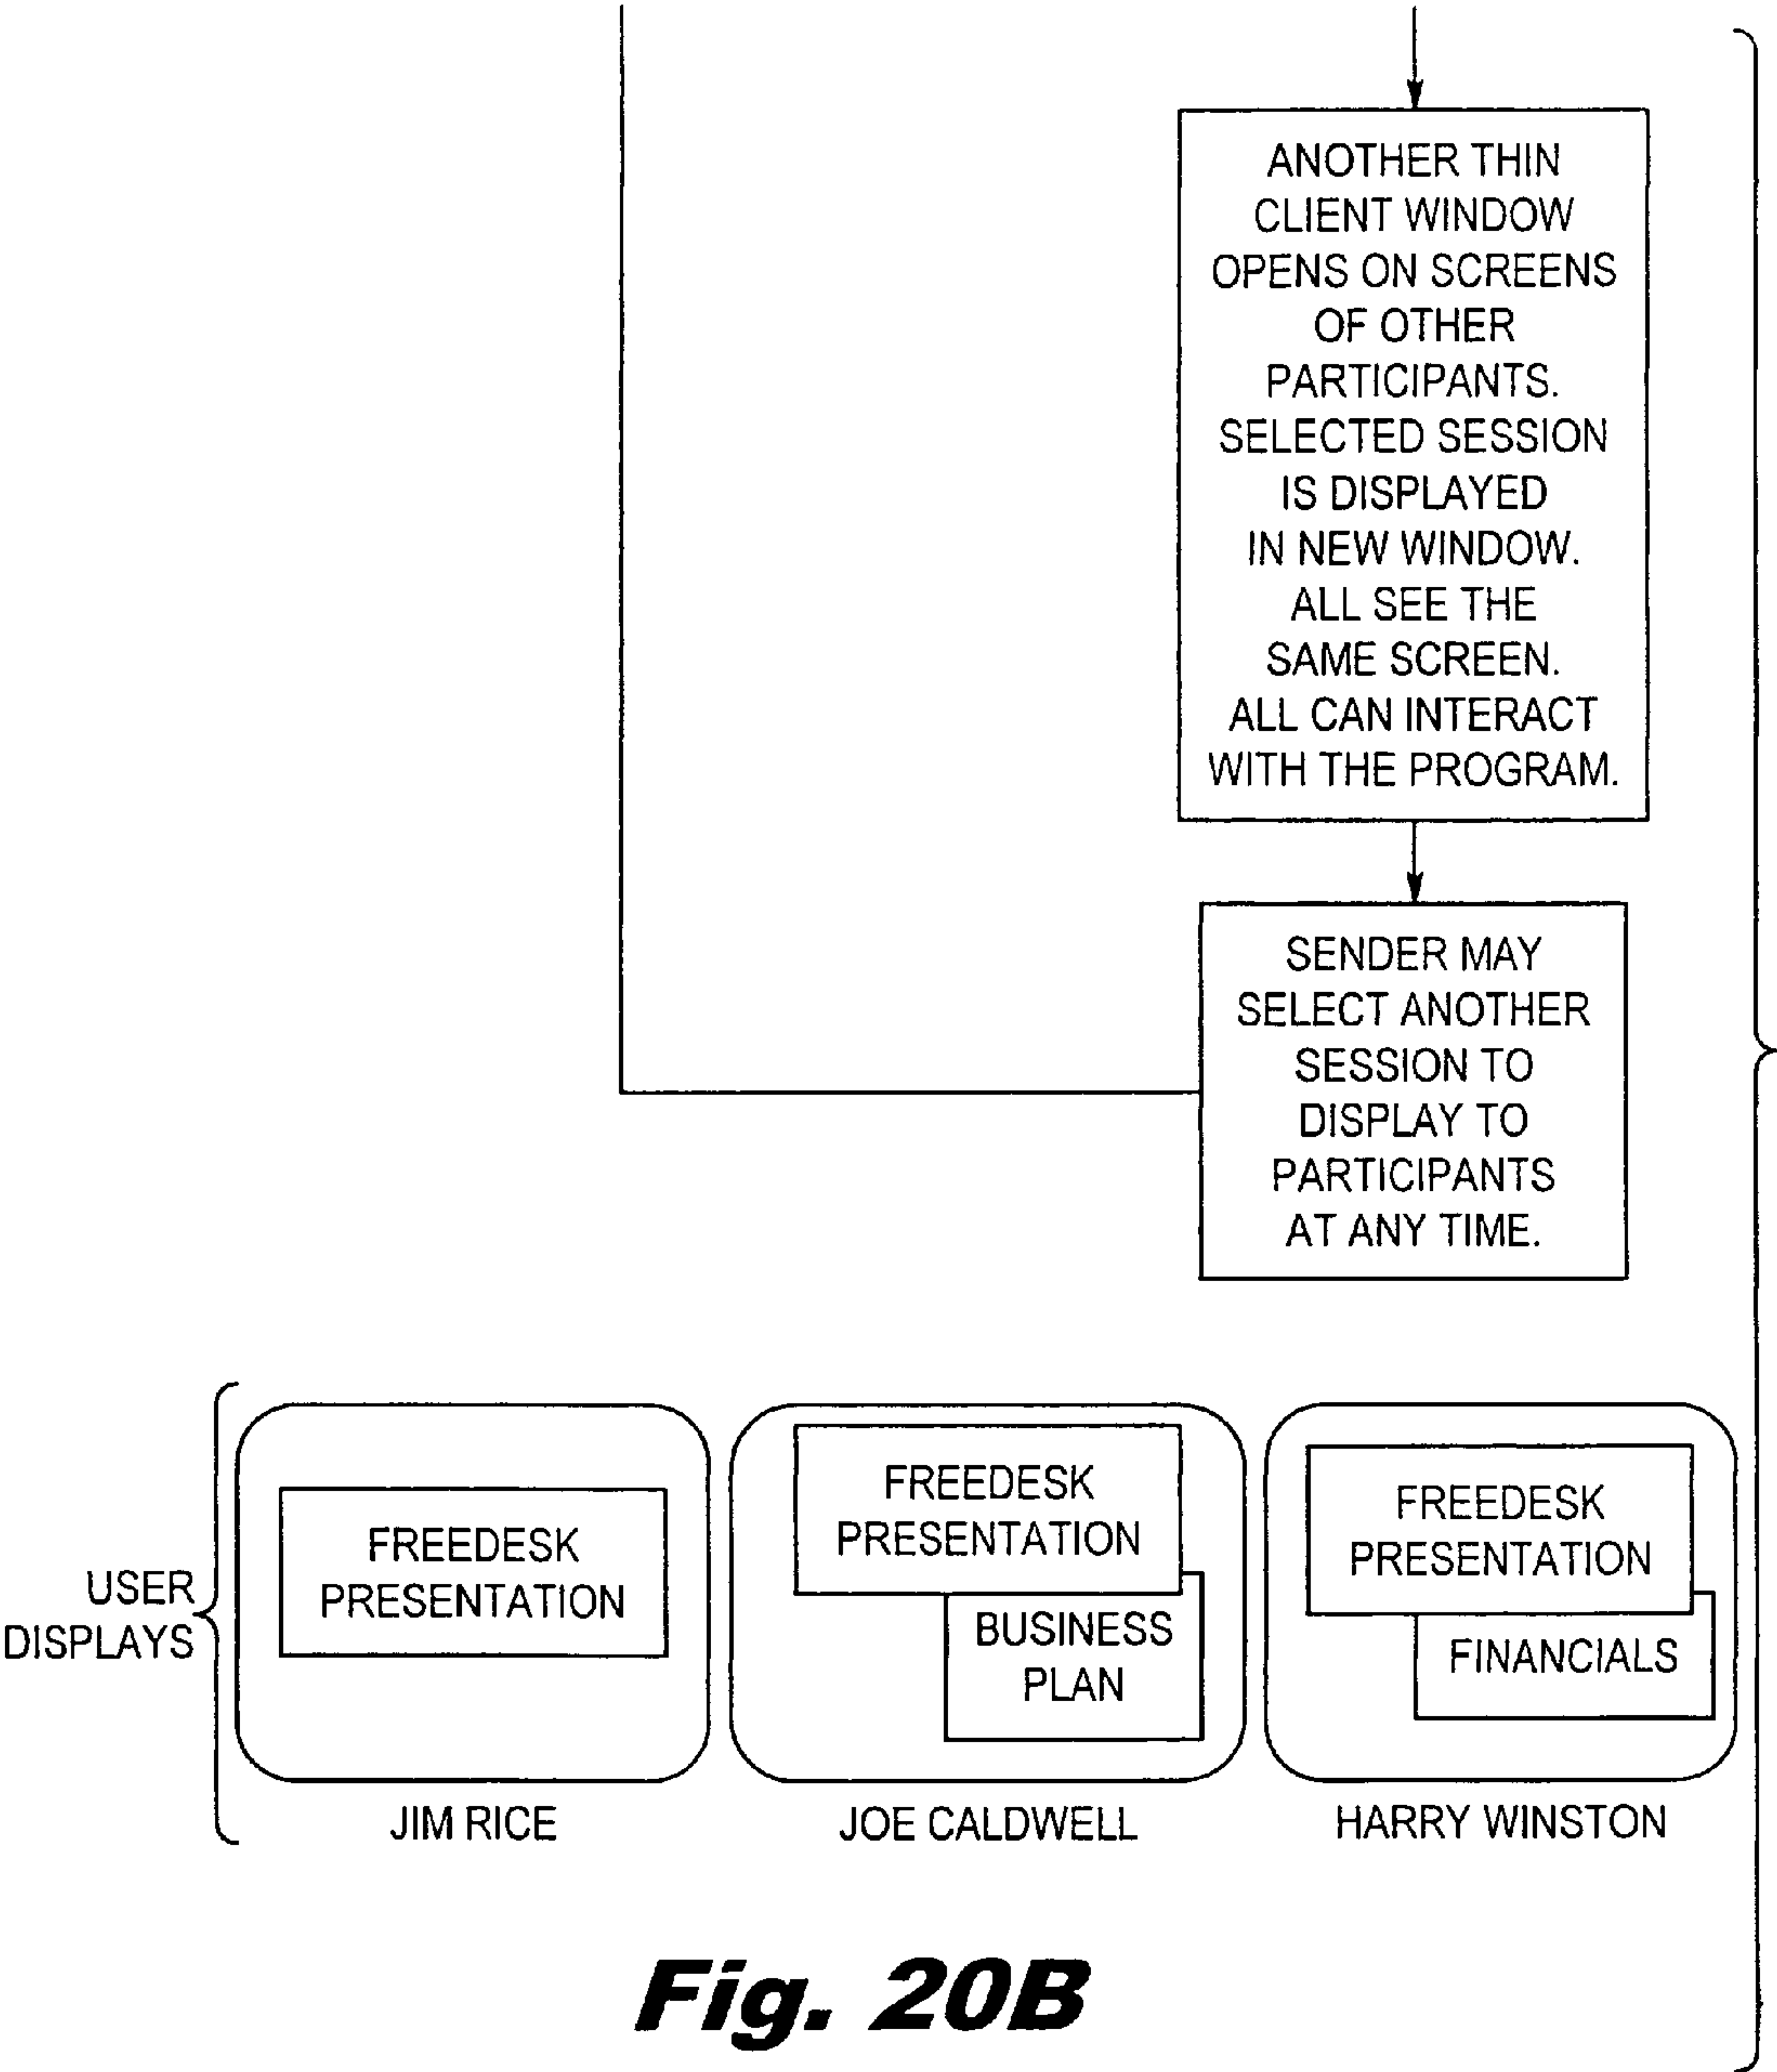 ANOTHER THIN
CLIENT WINDOW
OPENS ON SCREENS
OF OTHER
PARTICIPANTS.
SELECTED SESSION
IS DISPLAYED
IN NEW WINDOW.
ALL SEE THE
SAME SCREEN.
ALL CAN INTERACT
WITH THE PROGRAM.
SENDER MAY
SELECT ANOTHER
SESSION TO
DISPLAY TO
PARTICIPANTS
AT ANY TIME.
USER
DISPLAYS
FREEDESK
PRESENTATION
JIM RICE
FREEDESK
PRESENTATION
BUSINESS
PLAN
JOE CALDWELL
FREEDESK
PRESENTATION
FINANCIALS
HARRY WINSTON
Fig. 20B